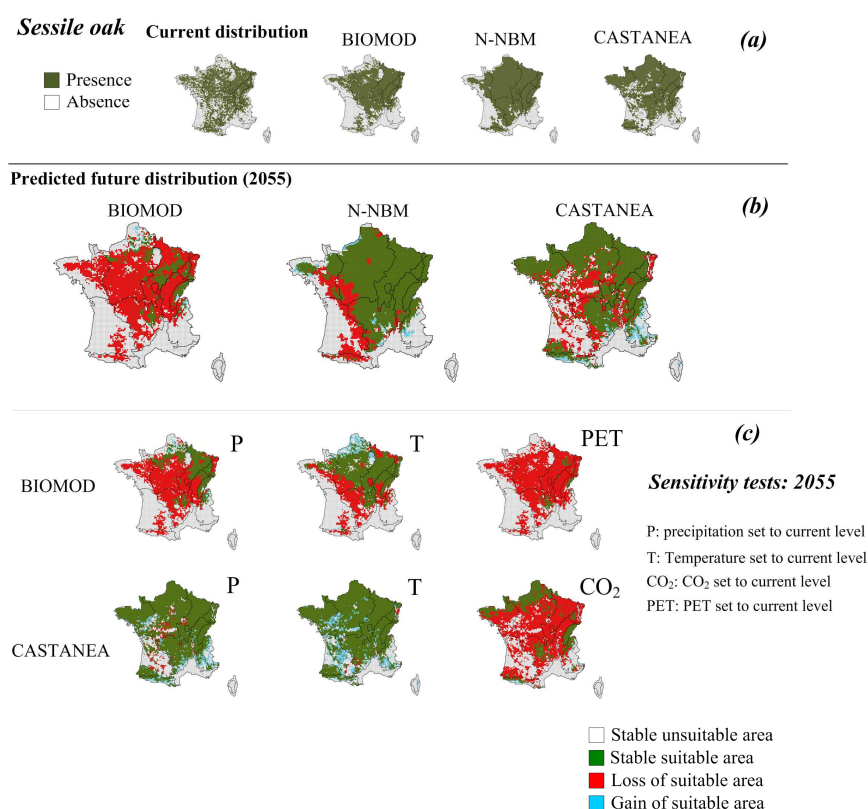 Sessile oak
Current distribution
BIOMOD
N-NBM
CASTANEA
(a)
Presence
Absence
Predicted future distribution (2055)
BIOMOD
N-NBM
CASTANEA
(b)
(c)
BIOMOD
P
T
PET
Sensitivity tests: 2055
P: precipitation set to current level
T: Temperature set to current level
CO₂: CO₂ set to current level
PET: PET set to current level
CASTANEA
P
T
CO₂
Stable unsuitable area
Stable suitable area
Loss of suitable area
Gain of suitable area